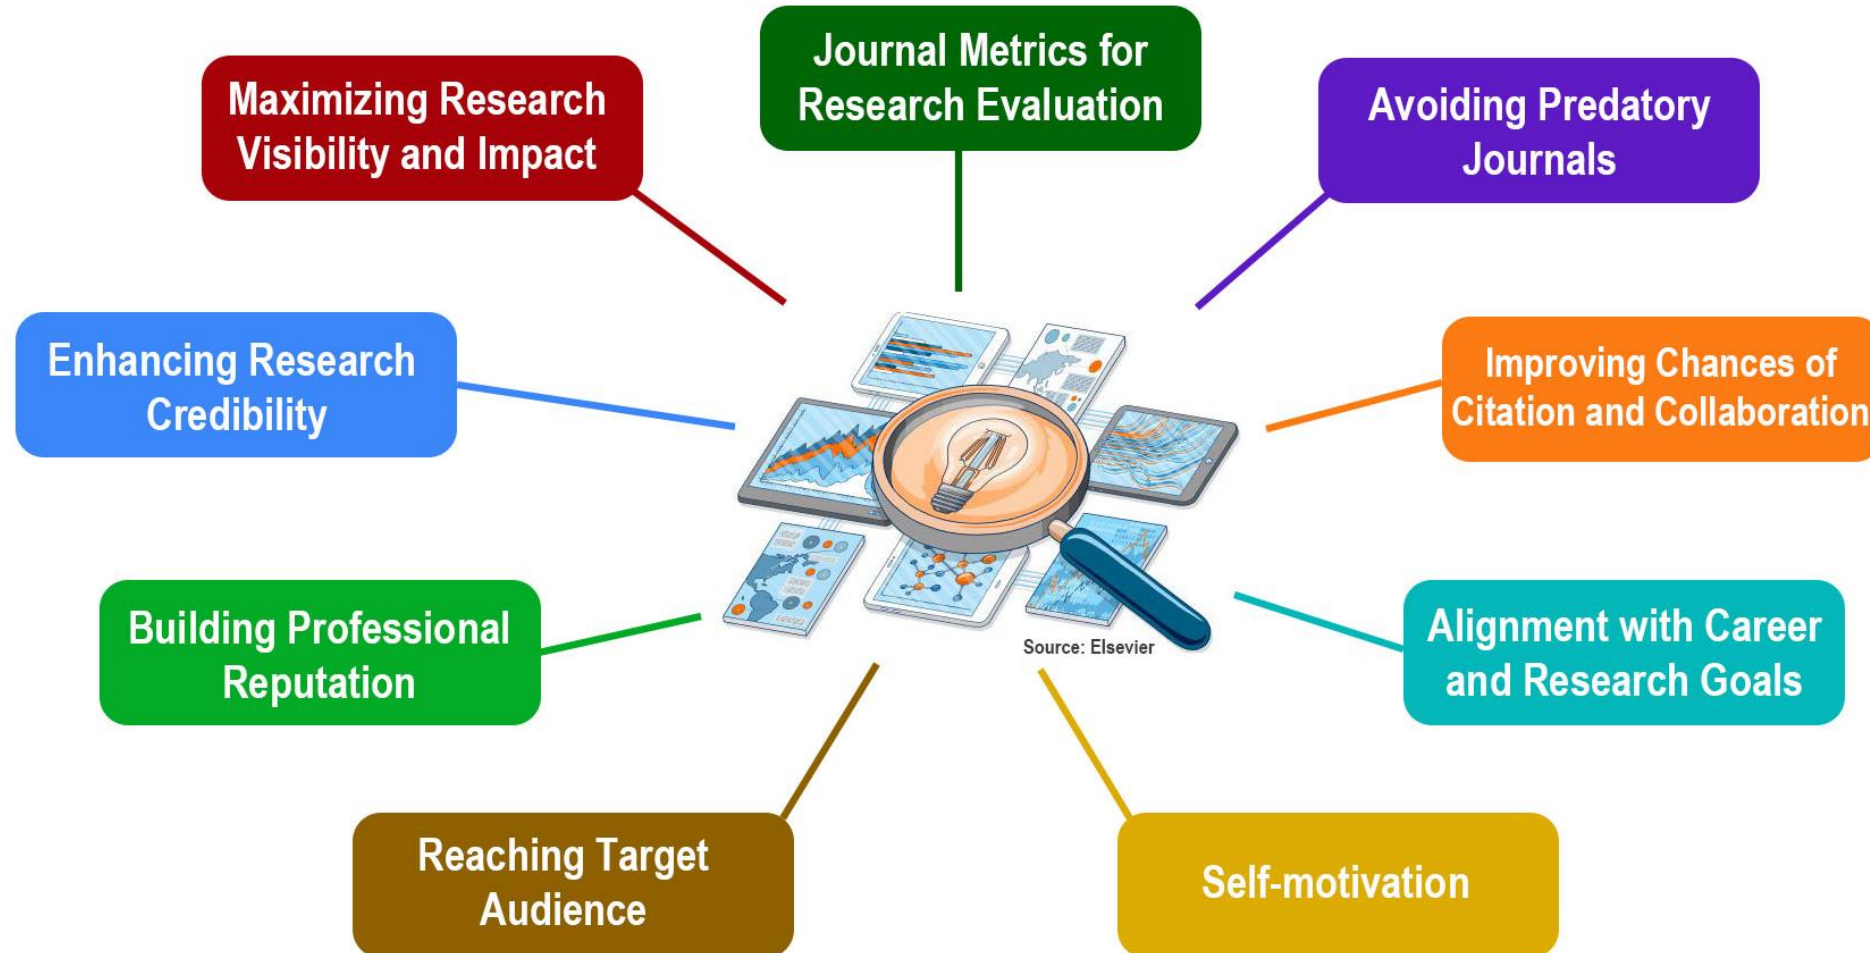 Journal Metrics for
Research Evaluation
Maximizing Research
Visibility and Impact
Avoiding Predatory
Journals
Enhancing Research
Credibility
Improving Chances of
Citation and Collaboration
Building Professional
Reputation
Source: Elsevier
Alignment with Career
and Research Goals
Reaching Target
Audience
Self-motivation